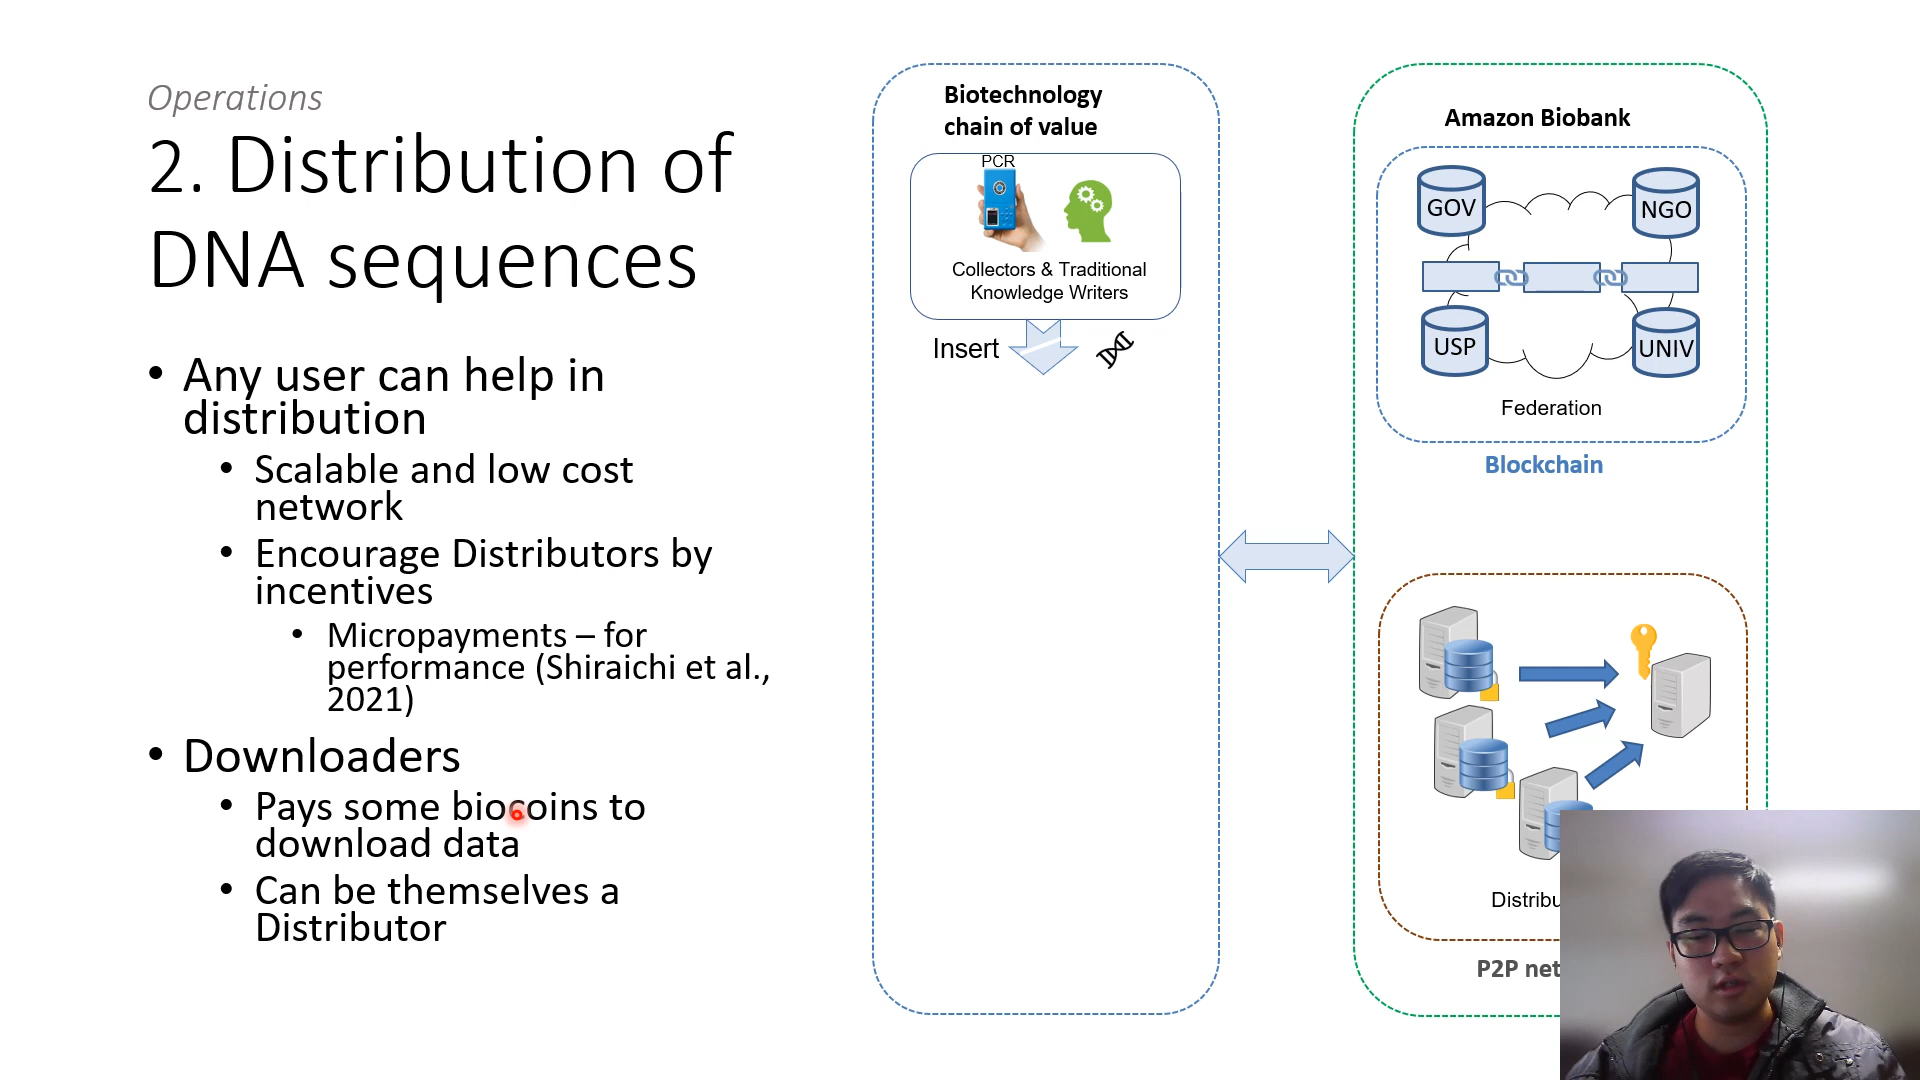 Operations
2. Distribution of
DNA sequences
• Any user can help in
distribution
• Scalable and low cost
network
• Encourage Distributors by
incentives
• Micropayments – for
performance (Shiraichi et al.,
2021)
• Downloaders
• Pays some biocoins to
download data
• Can be themselves a
Distributor
Biotechnology
chain of value
PCR
Collectors & Traditional
Knowledge Writers
Insert
Amazon Biobank
GOV
NGO
USP
UNIV
Federation
Blockchain
Distribu
P2P net